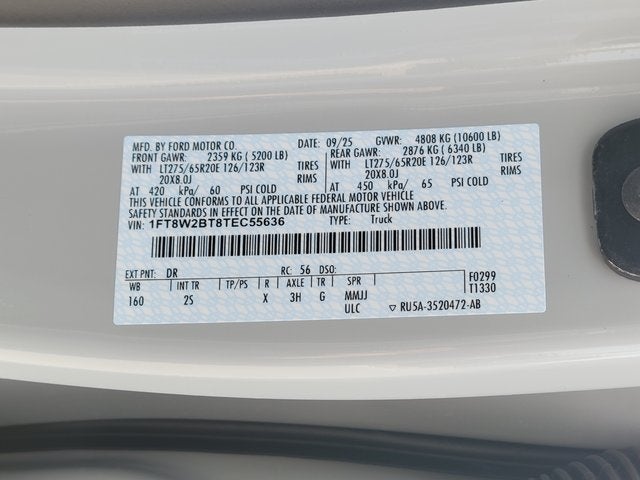 MFD. BY FORD MOTOR CO. DATE: 09/25 GVWR: 4808 KG (10600 LB)
FRONT GAWR: 2359 KG ( 5200 LB) REAR GAWR: 2876 KG ( 6340 LB)
WITH LT275/65R20E 126/123R TIRES WITH LT275/65R20E 126/123R TIRES
20X8.0J RIMS 20X8.0J RIMS
AT 420 kPa/ 60 PSI COLD AT 450 kPa/ 65 PSI COLD
THIS VEHICLE CONFORMS TO ALL APPLICABLE FEDERAL MOTOR VEHICLE
SAFETY STANDARDS IN EFFECT ON THE DATE OF MANUFACTURE SHOWN ABOVE.
VIN: 1FT8W2BT8TEC55636 TYPE: Truck
EXT PNT: DR RC: 56 DSO: F0299
WB INT TR TP/PS R AXLE TR T1330
160 2S X 3H G MMJJ
ULC ▽ RU5A-3520472-AB